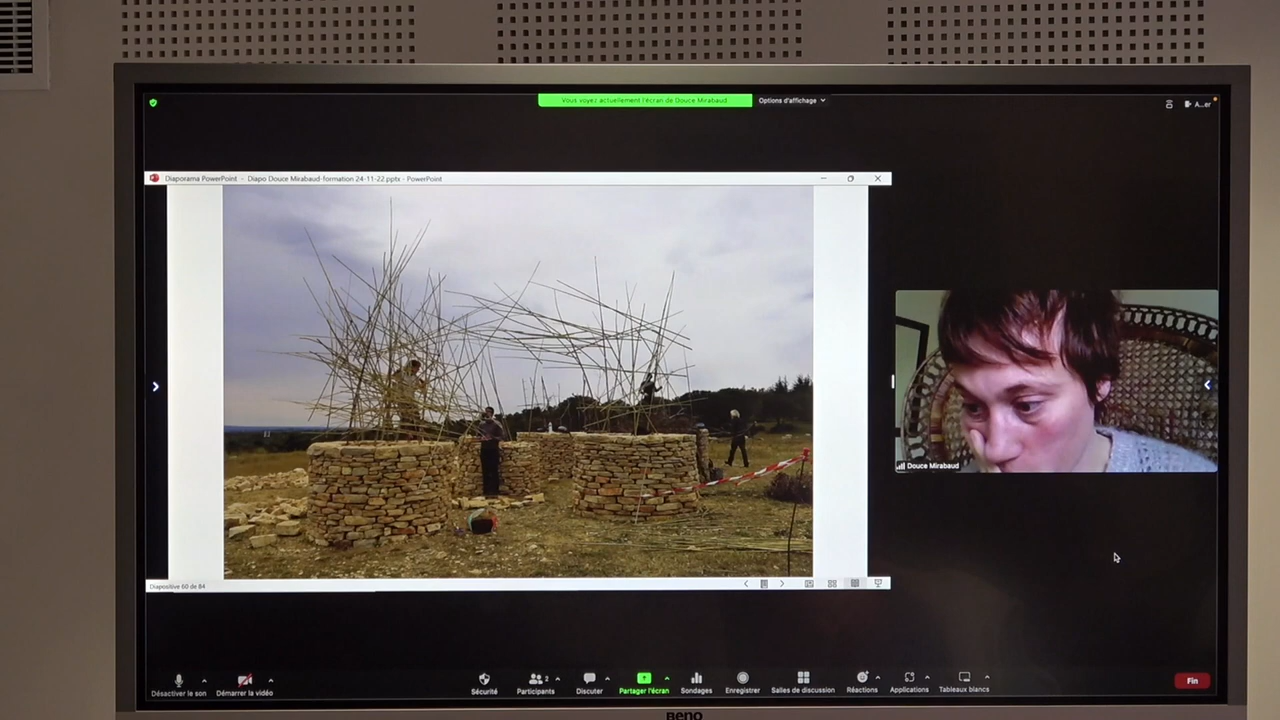 Vous voyez actuellement l'écran de Douce Mirabaud
Options d'affichage
A...er
Diaporama PowerPoint - Diapo Douce Mirabaud-formation 24-11-22.pptx - PowerPoint
Douce Mirabaud
Diapositive 60 de 84
Désactiver le son
Démarrer la vidéo
Sécurité
Participants
2
Discuter
Partager l'écran
Sondages
Enregistrer
Salles de discussion
Réactions
Applications
Tableaux blancs
Fin
BenQ